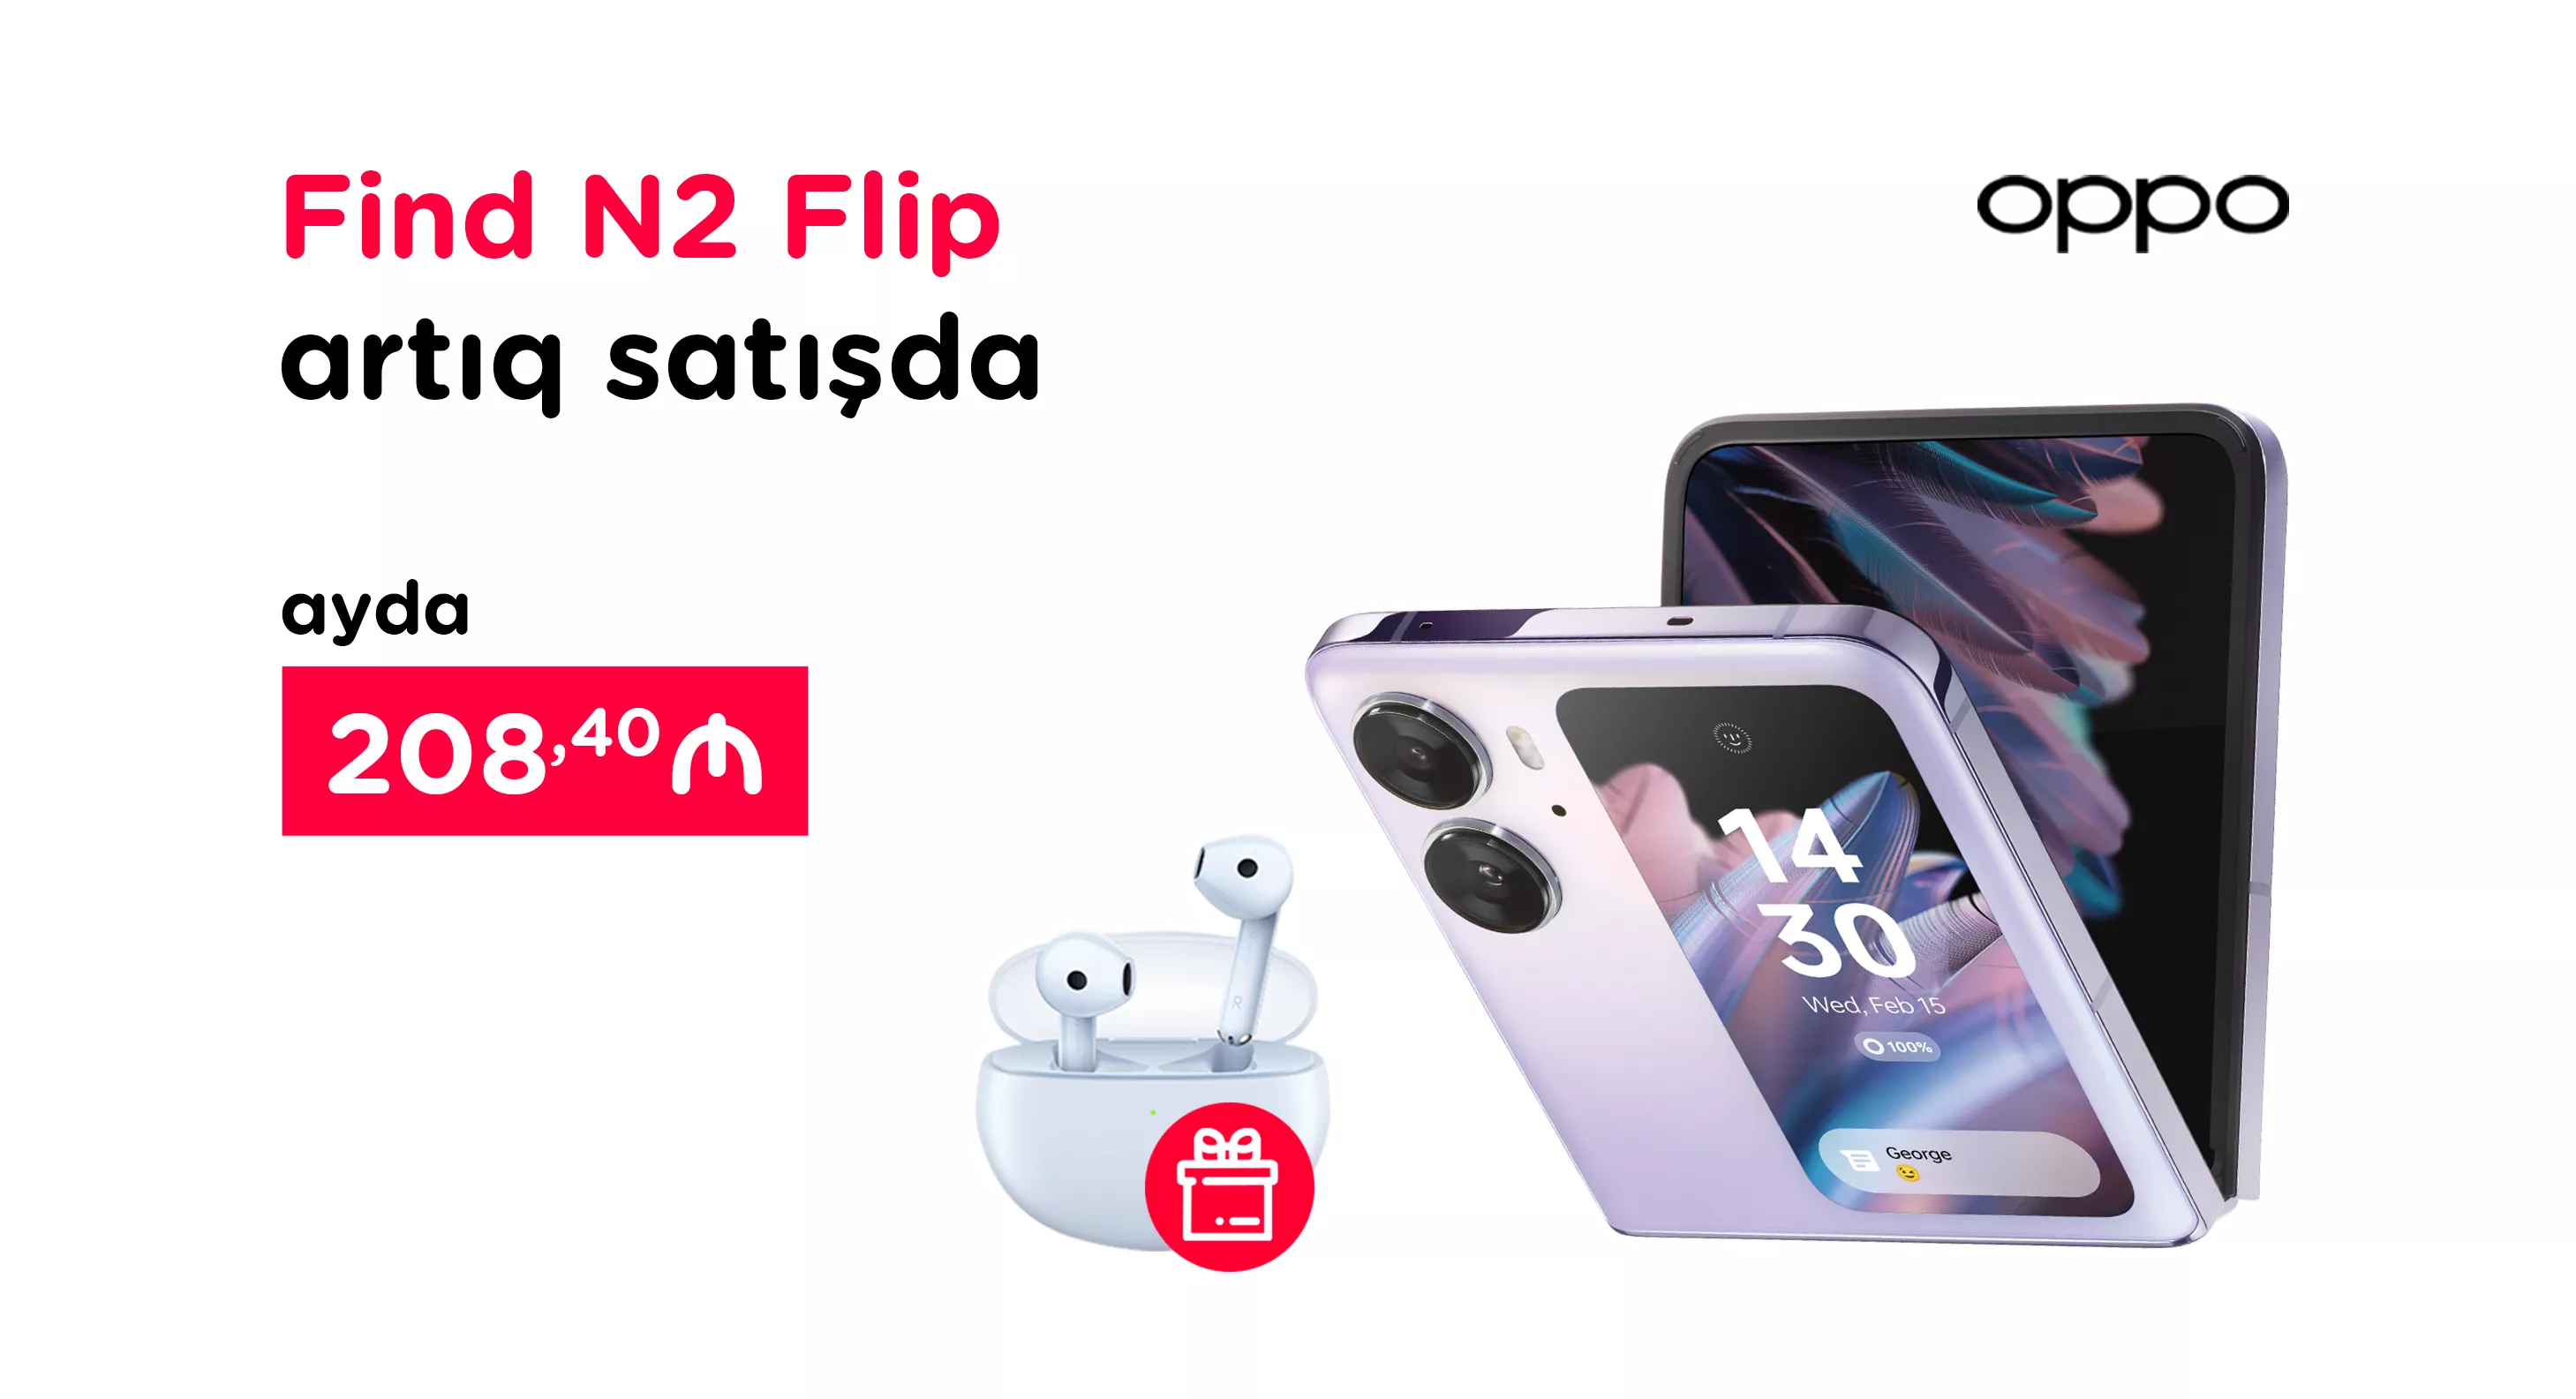 Find N2 Flip
artıq satışda
oppo
ayda
208,40 ₼
14
30
Wed, Feb 15
100%
George
😉
R